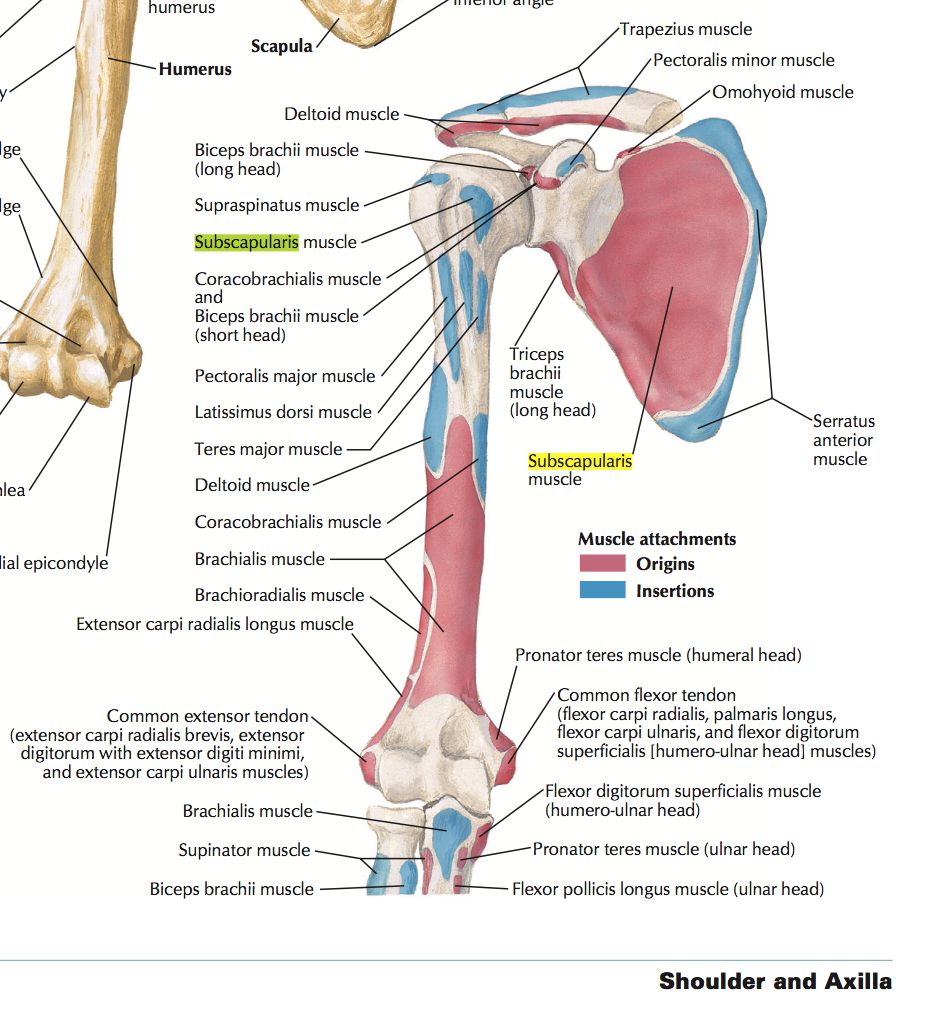 humerus
Scapula
Humerus
Trapezius muscle
Pectoralis minor muscle
Omohyoid muscle
Deltoid muscle
Biceps brachii muscle
(long head)
Supraspinatus muscle
Subscapularis muscle
Coracobrachialis muscle
and
Biceps brachii muscle
(short head)
Pectoralis major muscle
Latissimus dorsi muscle
Teres major muscle
Deltoid muscle
Coracobrachialis muscle
Brachialis muscle
Brachioradialis muscle
Extensor carpi radialis longus muscle
Triceps
brachii
muscle
(long head)
Subscapularis
muscle
Serratus
anterior
muscle
Muscle attachments
Origins
Insertions
dial epicondyle
Pronator teres muscle (humeral head)
Common flexor tendon
(flexor carpi radialis, palmaris longus,
flexor carpi ulnaris, and flexor digitorum
superficialis [humero-ulnar head] muscles)
Common extensor tendon
(extensor carpi radialis brevis, extensor
digitorum with extensor digiti minimi,
and extensor carpi ulnaris muscles)
Flexor digitorum superficialis muscle
(humero-ulnar head)
Brachialis muscle
Supinator muscle
Pronator teres muscle (ulnar head)
Biceps brachii muscle
Flexor pollicis longus muscle (ulnar head)
Shoulder and Axilla